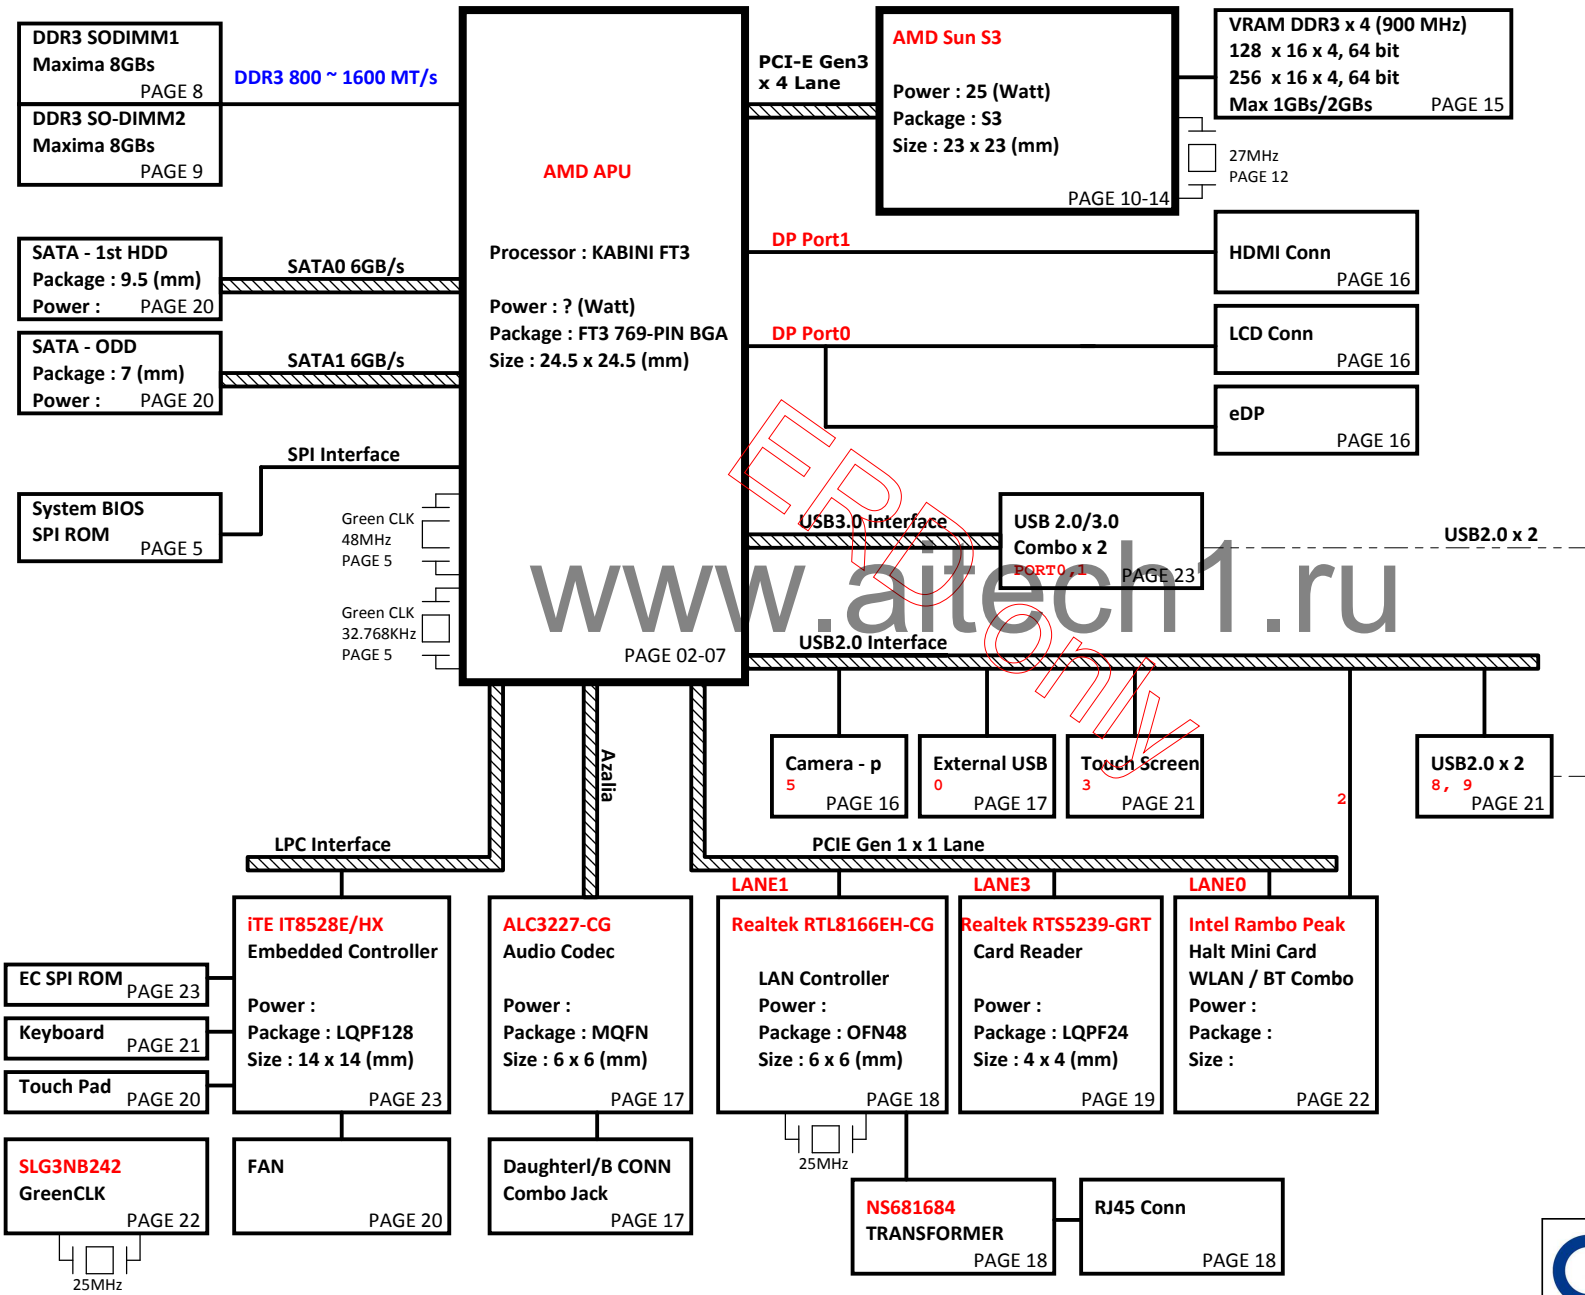 DDR3 SODIMM1
Maxima 8GBs
PAGE 8
DDR3 SO-DIMM2
Maxima 8GBs
PAGE 9
DDR3 800 ~ 1600 MT/s
SATA - 1st HDD
Package : 9.5 (mm)
Power : PAGE 20
SATA0 6GB/s
SATA - ODD
Package : 7 (mm)
Power : PAGE 20
SATA1 6GB/s
SPI Interface
System BIOS
SPI ROM
PAGE 5
Green CLK
48MHz
PAGE 5
Green CLK
32.768KHz
PAGE 5
AMD APU
Processor : KABINI FT3
Power : ? (Watt)
Package : FT3 769-PIN BGA
Size : 24.5 x 24.5 (mm)
PAGE 02-07
PCI-E Gen3
x 4 Lane
AMD Sun S3
Power : 25 (Watt)
Package : S3
Size : 23 x 23 (mm)
PAGE 10-14
VRAM DDR3 x 4 (900 MHz)
128 x 16 x 4, 64 bit
256 x 16 x 4, 64 bit
Max 1GBs/2GBs PAGE 15
27MHz
PAGE 12
DP Port1
HDMI Conn
PAGE 16
DP Port0
LCD Conn
PAGE 16
eDP
PAGE 16
ERD only
USB3.0 Interface
USB 2.0/3.0
Combo x 2
PORT0,1
PAGE 23
USB2.0 x 2
www.aitech1.ru
USB2.0 Interface
Camera - p
5
PAGE 16
External USB
0
PAGE 17
Touch Screen
3
PAGE 21
2
USB2.0 x 2
8, 9
PAGE 21
Azalia
LPC Interface
PCIE Gen 1 x 1 Lane
LANE1
LANE3
LANE0
iTE IT8528E/HX
Embedded Controller
Power :
Package : LQPF128
Size : 14 x 14 (mm)
PAGE 23
ALC3227-CG
Audio Codec
Power :
Package : MQFN
Size : 6 x 6 (mm)
PAGE 17
Realtek RTL8166EH-CG
LAN Controller
Power :
Package : OFN48
Size : 6 x 6 (mm)
PAGE 18
Realtek RTS5239-GRT
Card Reader
Power :
Package : LQPF24
Size : 4 x 4 (mm)
PAGE 19
Intel Rambo Peak
Halt Mini Card
WLAN / BT Combo
Power :
Package :
Size :
PAGE 22
EC SPI ROM
PAGE 23
Keyboard
PAGE 21
Touch Pad
PAGE 20
SLG3NB242
GreenCLK
PAGE 22
25MHz
FAN
PAGE 20
Daughterl/B CONN
Combo Jack
PAGE 17
25MHz
NS681684
TRANSFORMER
PAGE 18
RJ45 Conn
PAGE 18